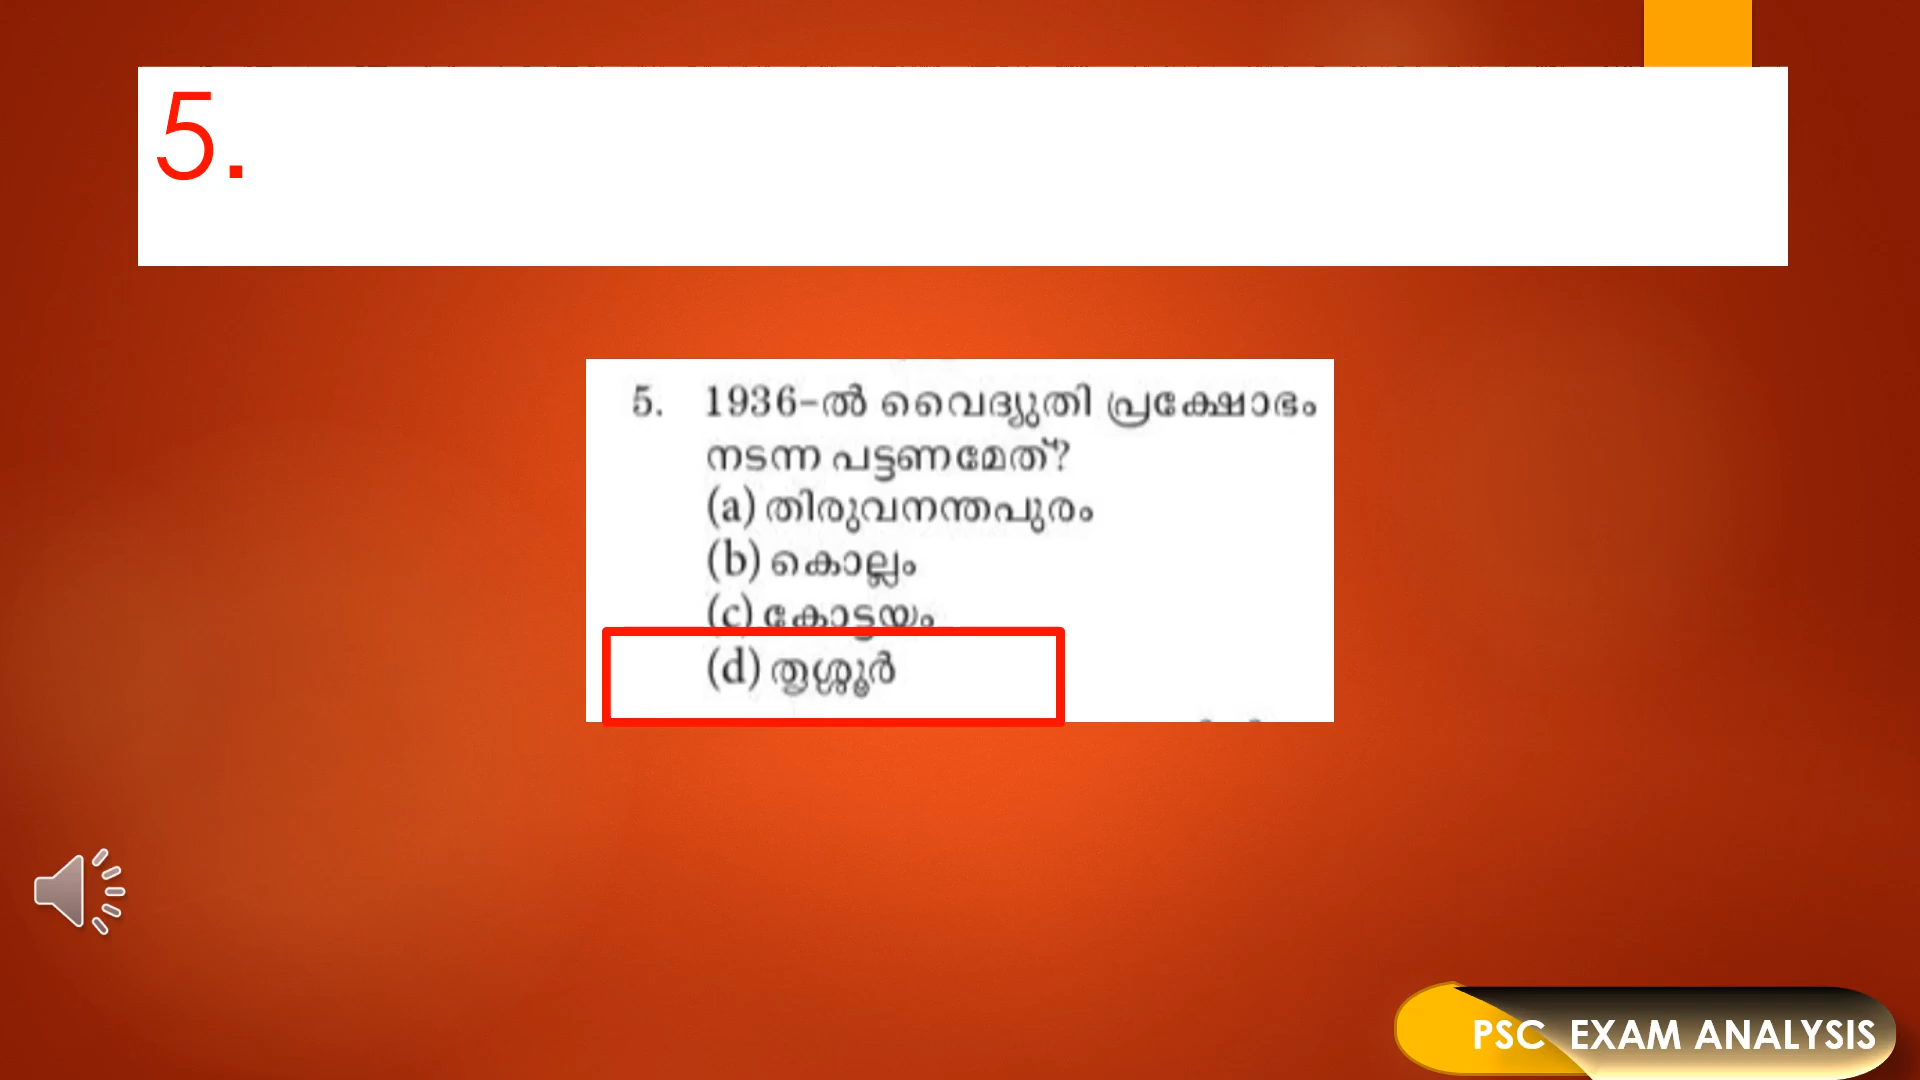 5.
5. 1936-ൽ വൈദ്യുതി പ്രക്ഷോഭം
നടന്ന പട്ടണമേത്?
(a) തിരുവനന്തപുരം
(b) കൊല്ലം
(c) കോട്ടയം
(d) തൃശ്ശൂർ
PSC EXAM ANALYSIS